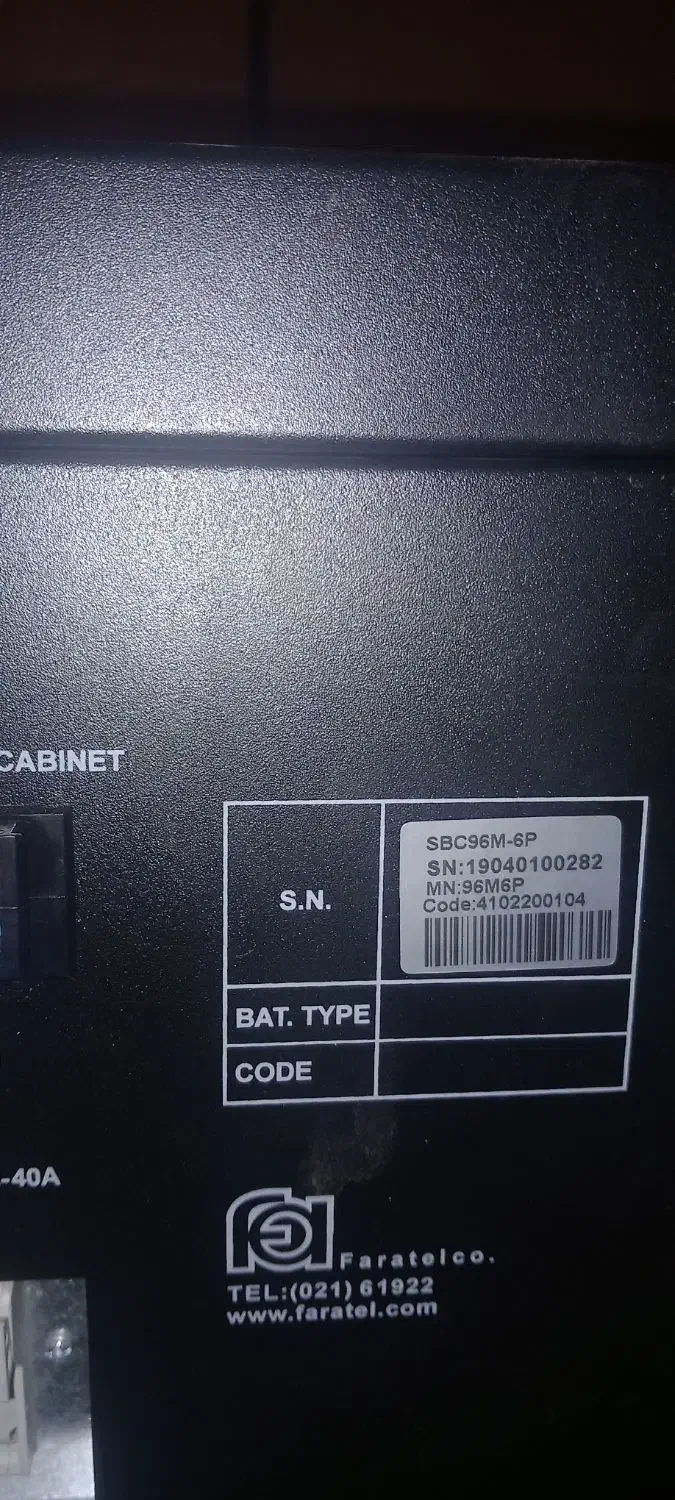 CABINET
SBC96M-6P
SN:19040100282
MN:96M6P
Code:4102200104
S.N.
BAT. TYPE
CODE
-40A
Faratelco.
TEL:(021) 61922
www.faratel.com